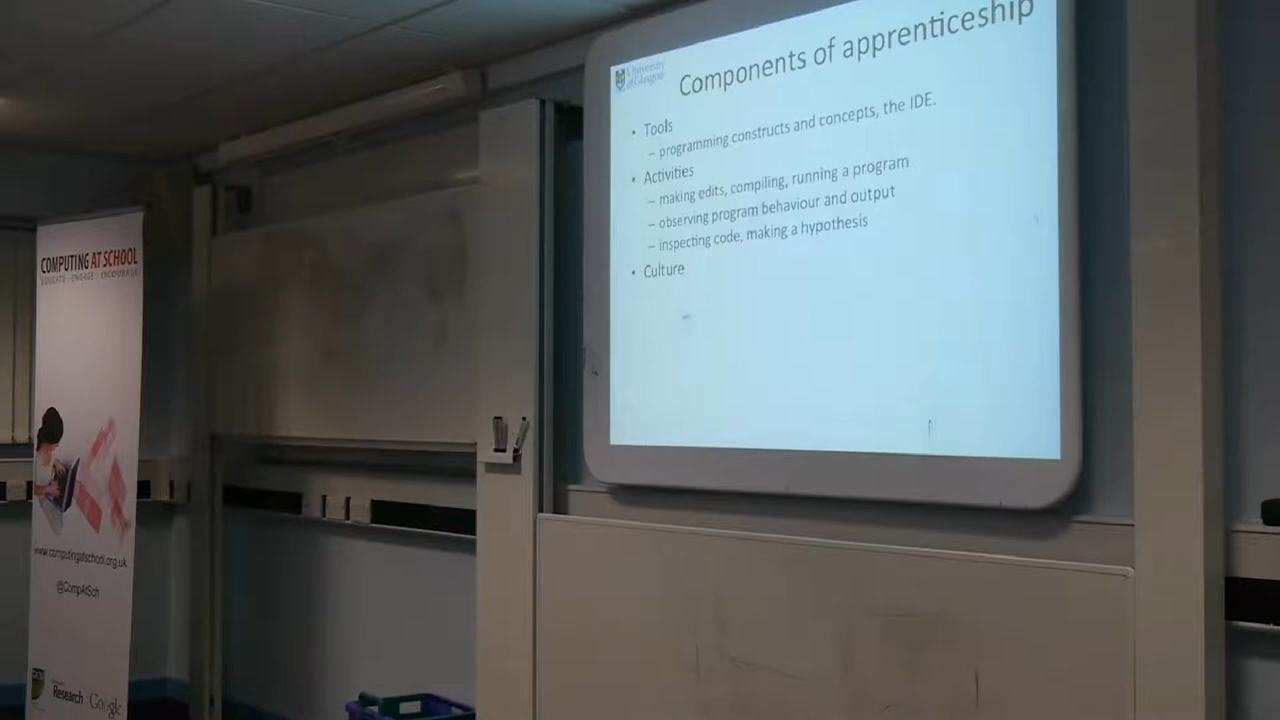 University
of Glasgow
Components of apprenticeship
• Tools
– programming constructs and concepts, the IDE.
• Activities
– making edits, compiling, running a program
– observing program behaviour and output
– inspecting code, making a hypothesis
• Culture
COMPUTING AT SCHOOL
EDUCATE · ENGAGE · ENCOURAGE
www.computingatschool.org.uk
@CompAtSch
Research
Google